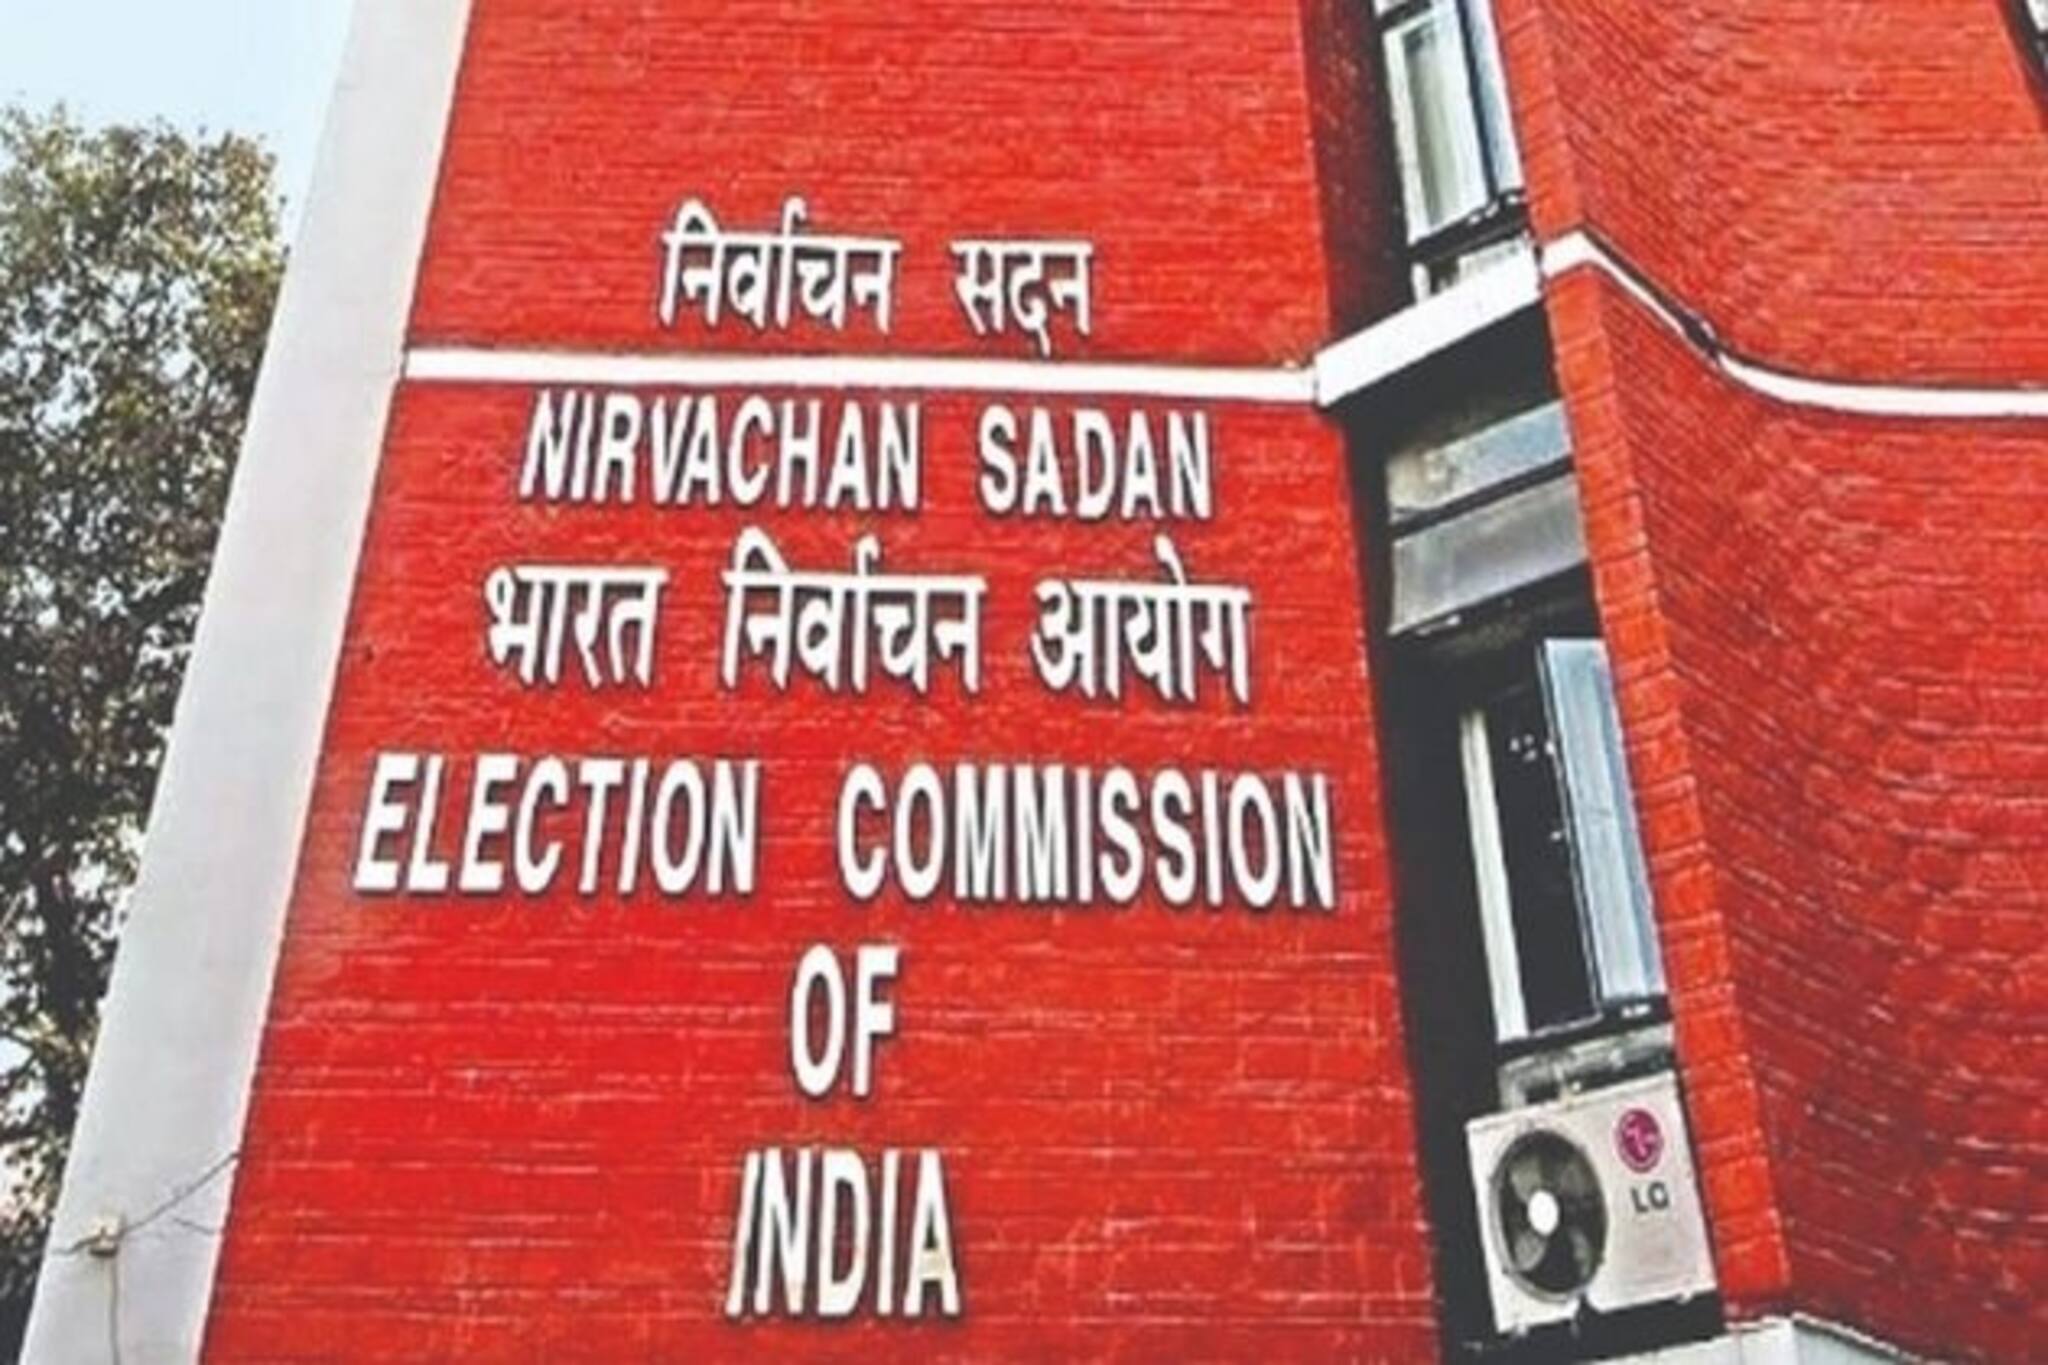 निर्वाचन सदन
NIRVACHAN SADAN
भारत निर्वाचन आयोग
ELECTION COMMISSION
OF
INDIA
LG